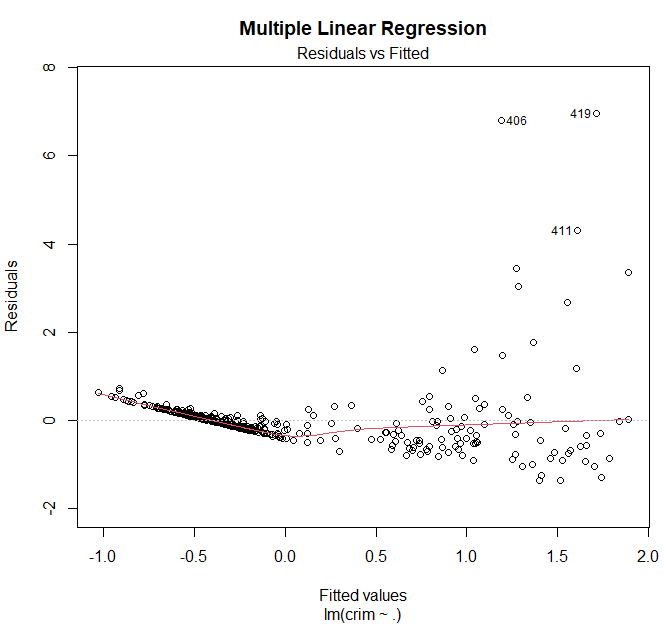 Multiple Linear Regression
Residuals vs Fitted
8
6
4
2
0
-2
Residuals
406
419
411
-1.0 -0.5 0.0 0.5 1.0 1.5 2.0
Fitted values
lm(crim ~ .)